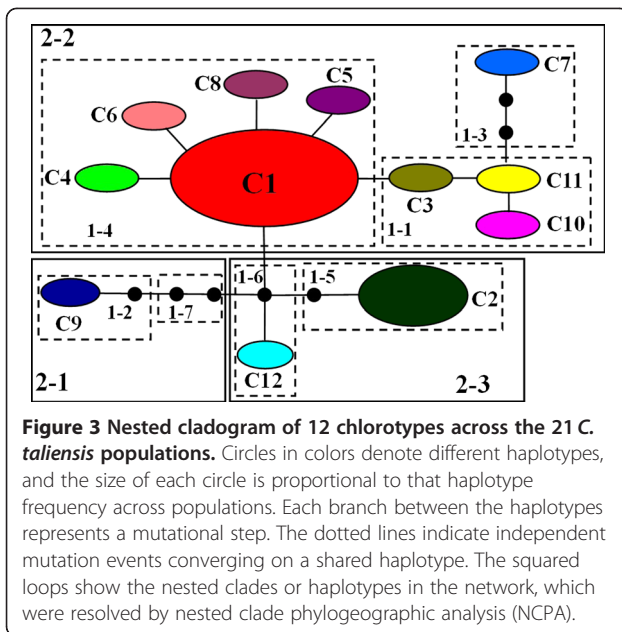 2-2
C8
C5
C7
C6
1-3
C4
C1
C11
C3
1-1
C10
1-4
1-6
1-5
1-2
1-7
C9
C2
C12
2-1
2-3
Figure 3 Nested cladogram of 12 chlorotypes across the 21 C.
taliensis populations. Circles in colors denote different haplotypes,
and the size of each circle is proportional to that haplotype
frequency across populations. Each branch between the haplotypes
represents a mutational step. The dotted lines indicate independent
mutation events converging on a shared haplotype. The squared
loops show the nested clades or haplotypes in the network, which
were resolved by nested clade phylogeographic analysis (NCPA).